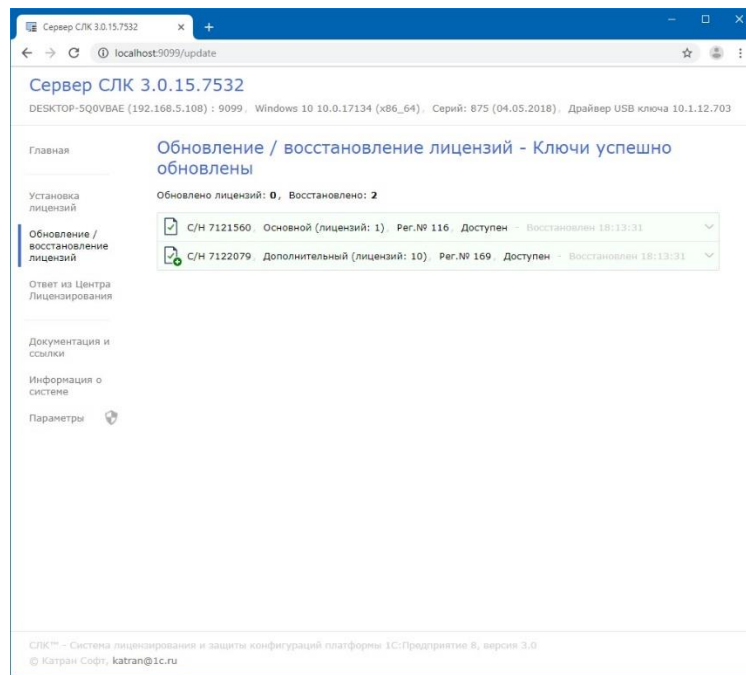 Сервер СЛК 3.0.15.7532
localhost:9099/update
Сервер СЛК 3.0.15.7532
DESKTOP-5Q0VBAE (192.168.5.108) : 9099, Windows 10 10.0.17134 (x86_64), Серий: 875 (04.05.2018), Драйвер USB ключа 10.1.12.703
Главная
Установка
лицензий
Обновление /
восстановление
лицензий
Ответ из Центра
Лицензирования
Документация и
ссылки
Информация о
системе
Параметры
Обновление / восстановление лицензий - Ключи успешно
обновлены
Обновлено лицензий: 0, Восстановлено: 2
С/Н 7121560, Основной (лицензий: 1), Рег.№ 116, Доступен - Восстановлен 18:13:31
С/Н 7122079, Дополнительный (лицензий: 10), Рег.№ 169, Доступен - Восстановлен 18:13:31
СЛК™ - Система лицензирования и защиты конфигураций платформы 1С:Предприятие 8, версия 3.0
© Катран Софт, katran@1c.ru